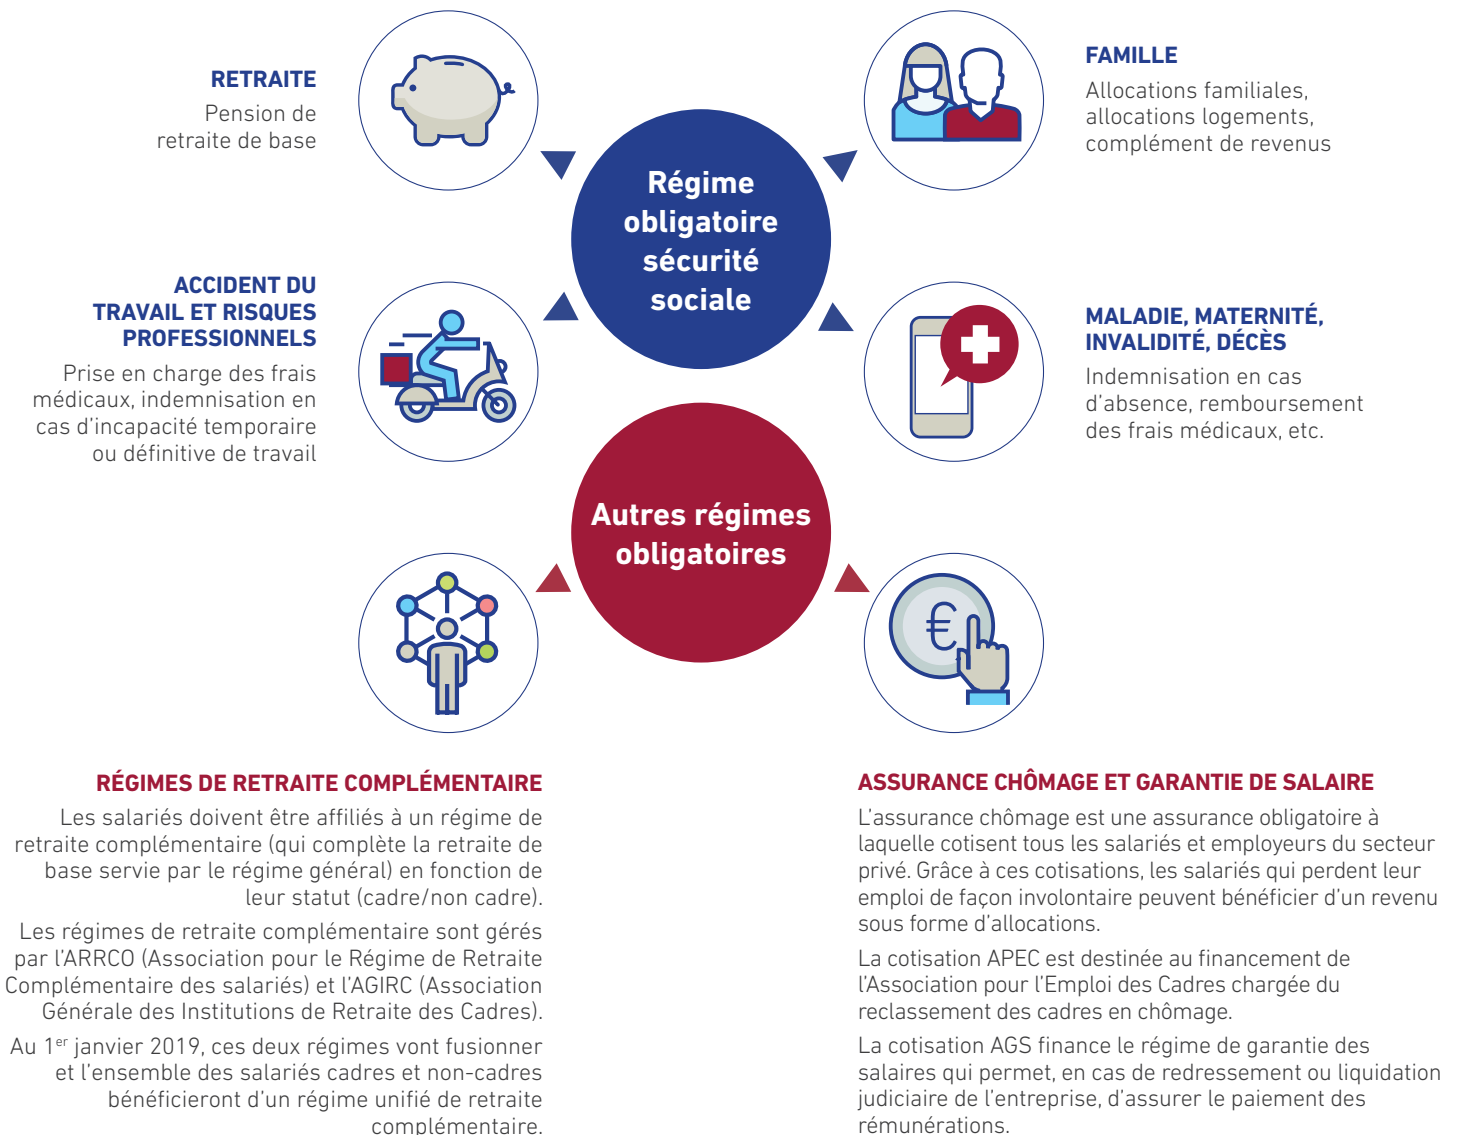 RETRAITE
Pension de
retraite de base
FAMILLE
Allocations familiales,
allocations logements,
complément de revenus
Régime
obligatoire
sécurité
sociale
ACCIDENT DU
TRAVAIL ET RISQUES
PROFESSIONNELS
Prise en charge des frais
médicaux, indemnisation en
cas d'incapacité temporaire
ou définitive de travail
MALADIE, MATERNITÉ,
INVALIDITÉ, DÉCÈS
Indemnisation en cas
d'absence, remboursement
des frais médicaux, etc.
Autres régimes
obligatoires
€
RÉGIMES DE RETRAITE COMPLÉMENTAIRE
Les salariés doivent être affiliés à un régime de
retraite complémentaire (qui complète la retraite de
base servie par le régime général) en fonction de
leur statut (cadre/non cadre).
Les régimes de retraite complémentaire sont gérés
par l'ARRCO (Association pour le Régime de Retraite
Complémentaire des salariés) et l'AGIRC (Association
Générale des Institutions de Retraite des Cadres).
Au 1er janvier 2019, ces deux régimes vont fusionner
et l'ensemble des salariés cadres et non-cadres
bénéficieront d'un régime unifié de retraite
complémentaire.
ASSURANCE CHÔMAGE ET GARANTIE DE SALAIRE
L'assurance chômage est une assurance obligatoire à
laquelle cotisent tous les salariés et employeurs du secteur
privé. Grâce à ces cotisations, les salariés qui perdent leur
emploi de façon involontaire peuvent bénéficier d'un revenu
sous forme d'allocations.
La cotisation APEC est destinée au financement de
l'Association pour l'Emploi des Cadres chargée du
reclassement des cadres en chômage.
La cotisation AGS finance le régime de garantie des
salaires qui permet, en cas de redressement ou liquidation
judiciaire de l'entreprise, d'assurer le paiement des
rémunérations.